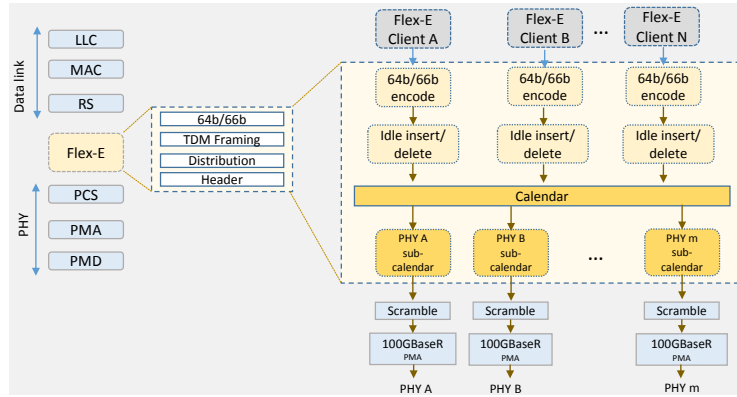 LLC
MAC
RS
Data link
Flex-E
PCS
PMA
PMD
PHY
64b/66b
TDM Framing
Distribution
Header
Flex-E
Client A
Flex-E
Client B
...
Flex-E
Client N
64b/66b
encode
64b/66b
encode
64b/66b
encode
Idle insert/
delete
Idle insert/
delete
Idle insert/
delete
Calendar
PHY A
sub-
calendar
PHY B
sub-
calendar
...
PHY m
sub-
calendar
Scramble
Scramble
Scramble
100GBaseR
PMA
100GBaseR
PMA
100GBaseR
PMA
PHY A
PHY B
PHY m